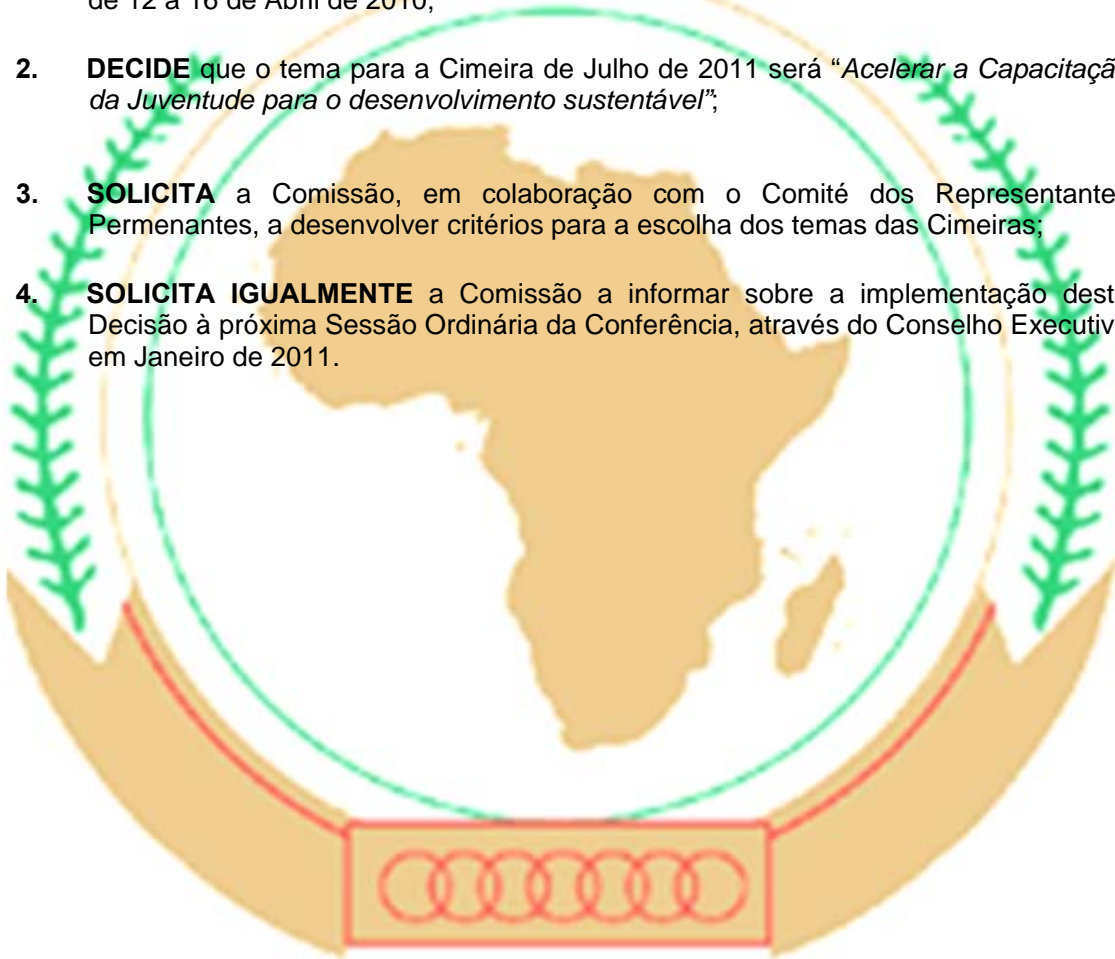 de 12 a 16 de Abril de 2010;
2. DECIDE que o tema para a Cimeira de Julho de 2011 será “Acelerar a Capacitaçã
da Juventude para o desenvolvimento sustentável”;
3. SOLICITA a Comissão, em colaboração com o Comité dos Representante
Permenantes, a desenvolver critérios para a escolha dos temas das Cimeiras;
4. SOLICITA IGUALMENTE a Comissão a informar sobre a implementação dest
Decisão à próxima Sessão Ordinária da Conferência, através do Conselho Executiv
em Janeiro de 2011.